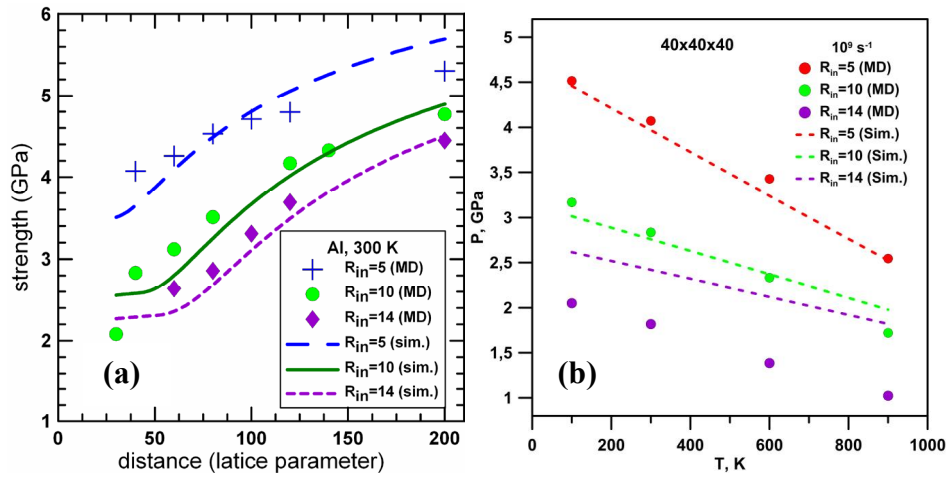 6
5
4
3
2
1
strength (GPa)
0
50
100
150
200
distance (latice parameter)
(a)
Al, 300 K
Rin=5 (MD)
Rin=10 (MD)
Rin=14 (MD)
Rin=5 (sim.)
Rin=10 (sim.)
Rin=14 (sim.)
5
4,5
4
3,5
3
2,5
2
1,5
1
P, GPa
0
200
400
600
800
1000
T, K
(b)
40x40x40
10⁹ s⁻¹
Rin=5 (MD)
Rin=10 (MD)
Rin=14 (MD)
Rin=5 (Sim.)
Rin=10 (Sim.)
Rin=14 (Sim.)